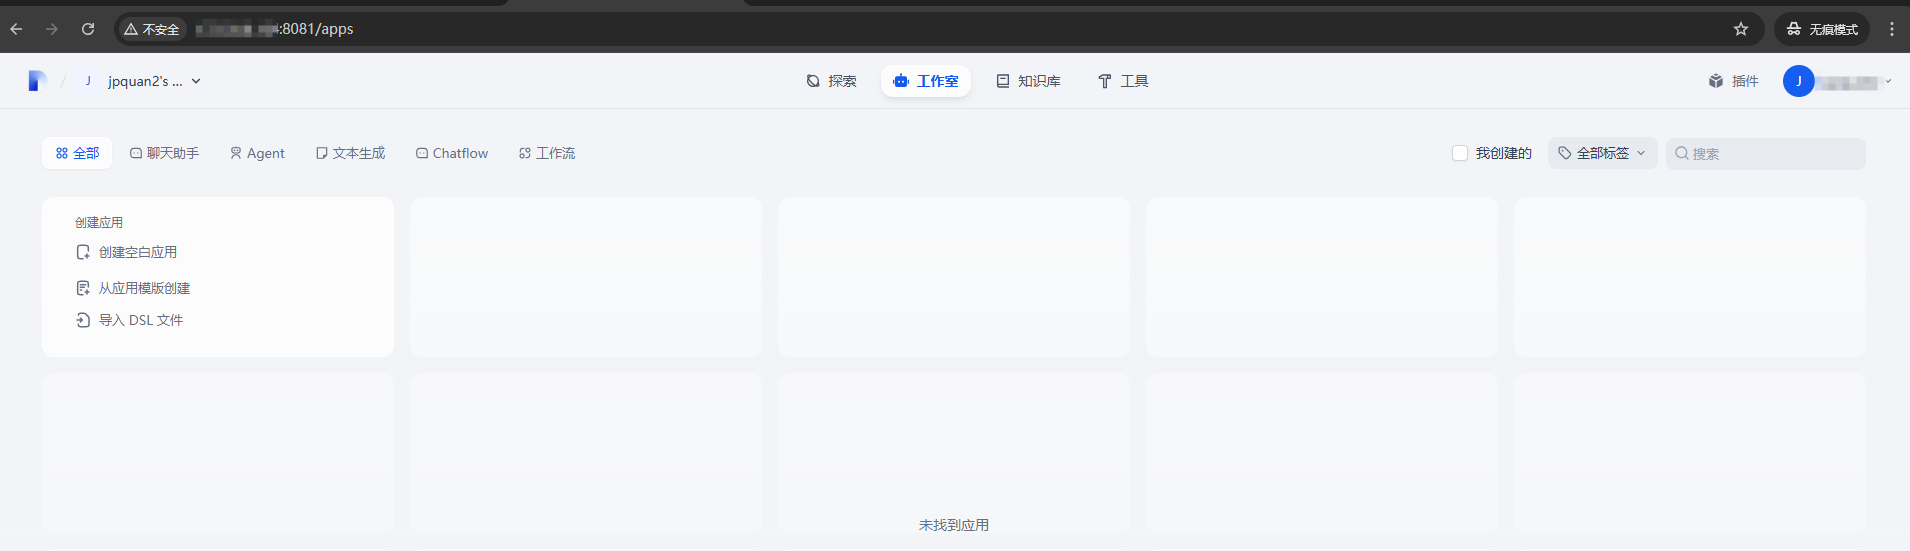 不安全 4:8081/apps 无痕模式
J jpquan2's ... 探索 工作室 知识库 工具 插件 J
全部 聊天助手 Agent 文本生成 Chatflow 工作流 我创建的 全部标签 搜索
创建应用
创建空白应用
从应用模版创建
导入 DSL 文件
未找到应用